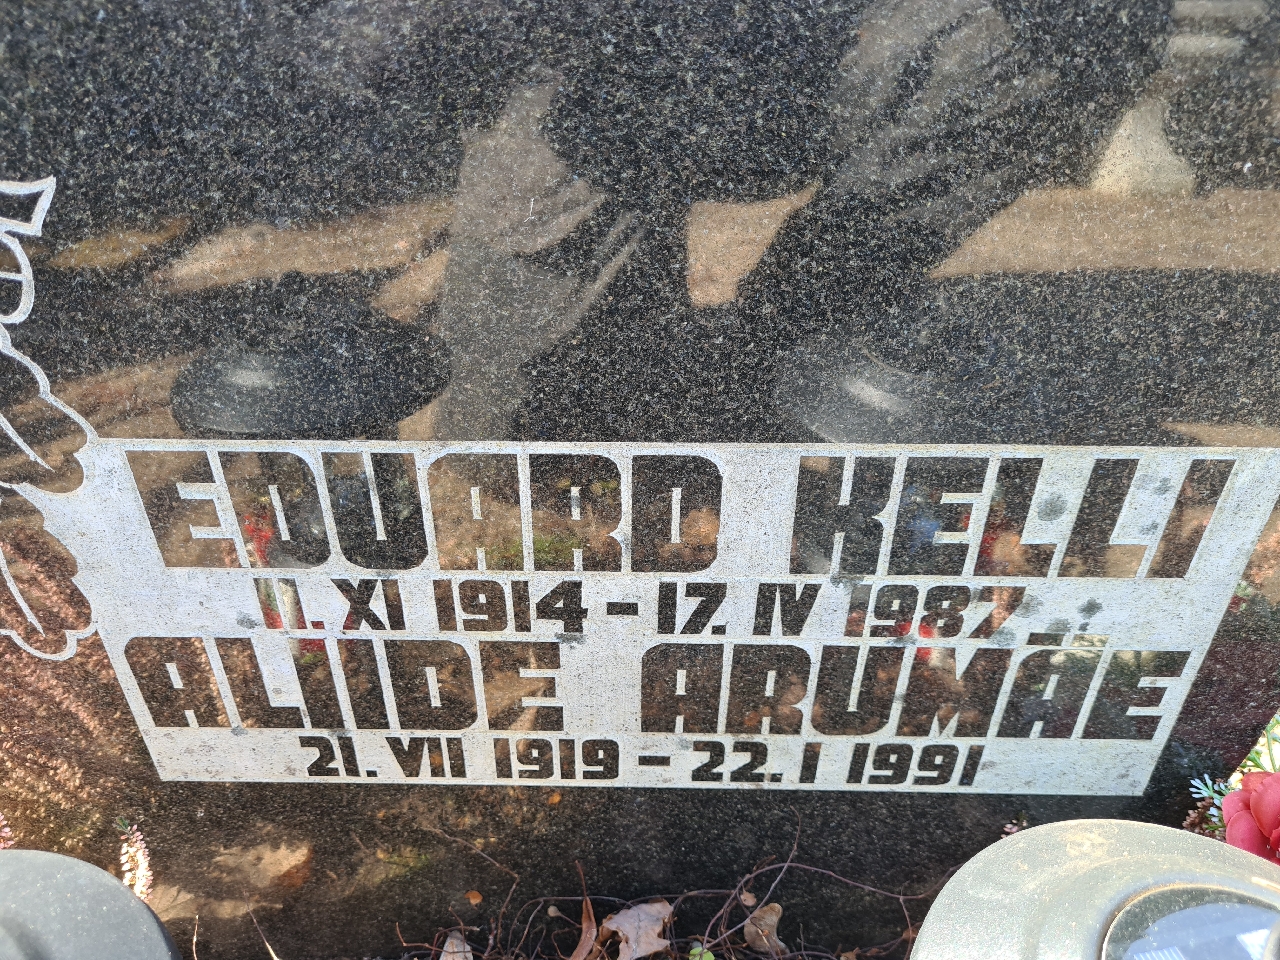 EDUARD KELLI
11. XI 1914 – 17. IV 1987
ALIIDE ARUMÄE
21. VII 1919 – 22. I 1991